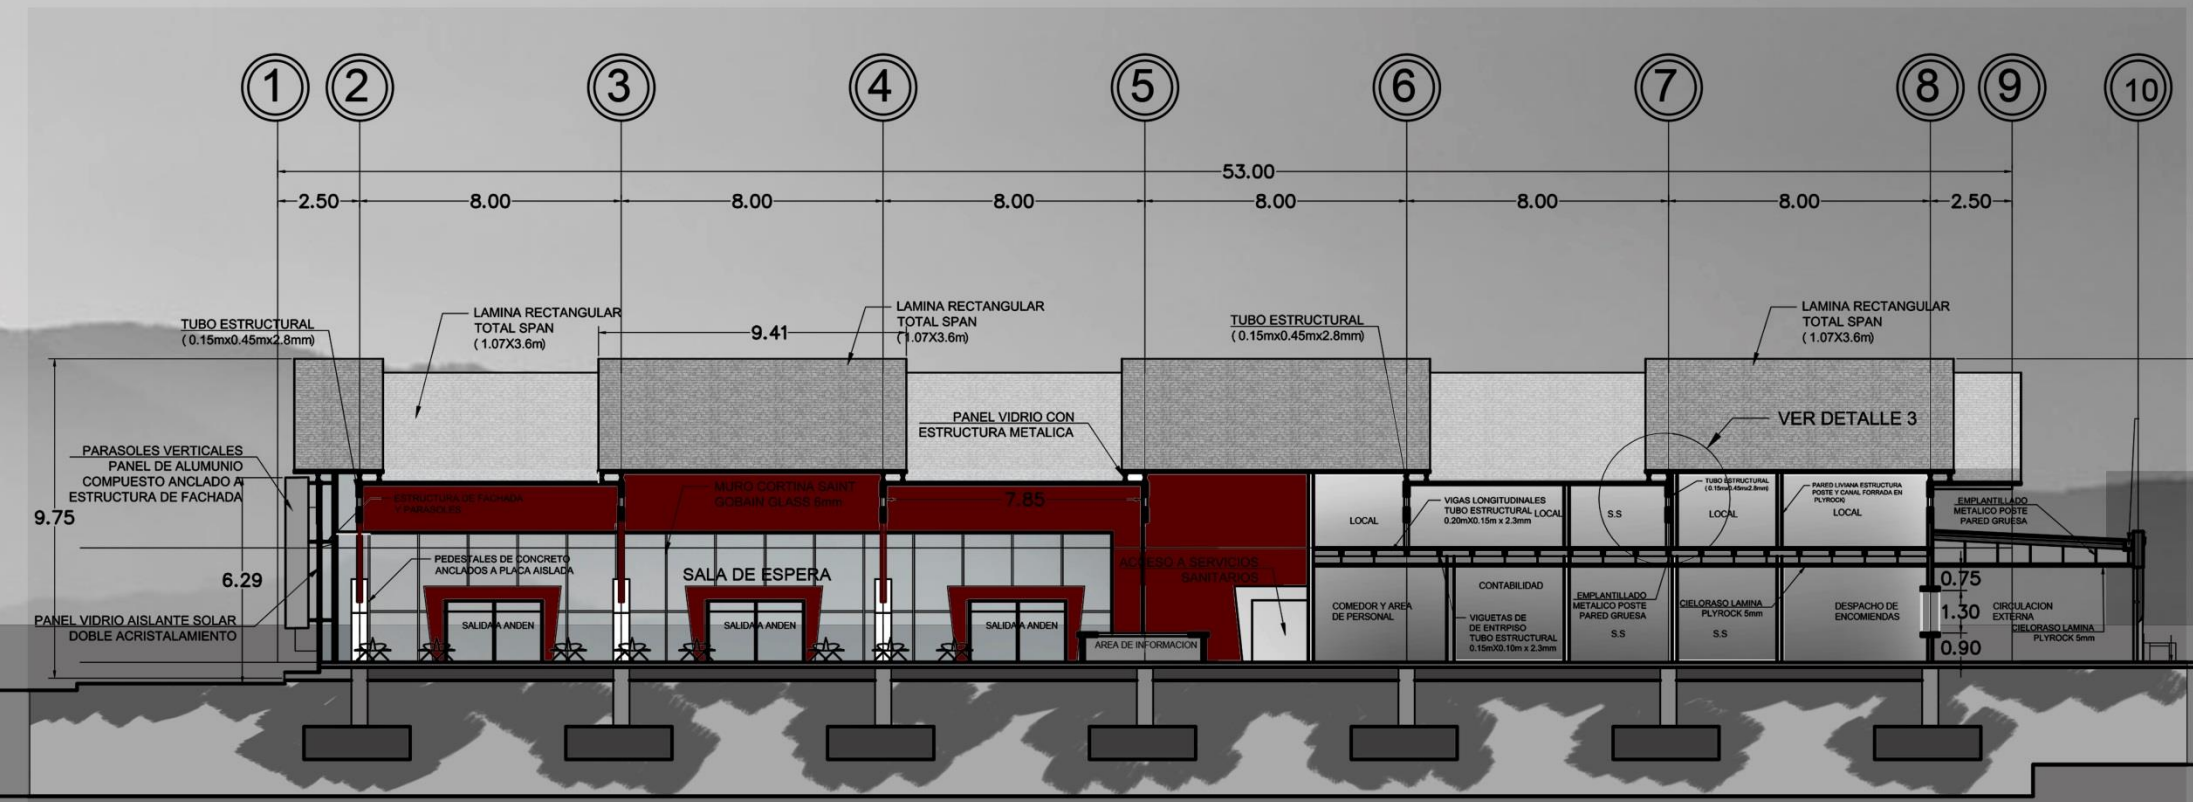 1
2
3
4
5
6
7
8
9
10
53.00
2.50
8.00
8.00
8.00
8.00
8.00
8.00
2.50
TUBO ESTRUCTURAL
( 0.15mx0.45mx2.8mm)
LAMINA RECTANGULAR
TOTAL SPAN
( 1.07X3.6m)
9.41
LAMINA RECTANGULAR
TOTAL SPAN
( 1.07X3.6m)
TUBO ESTRUCTURAL
( 0.15mx0.45mx2.8mm)
LAMINA RECTANGULAR
TOTAL SPAN
( 1.07X3.6m)
PANEL VIDRIO CON
ESTRUCTURA METALICA
VER DETALLE 3
PARASOLES VERTICALES
PANEL DE ALUMUNIO
COMPUESTO ANCLADO A
ESTRUCTURA DE FACHADA
9.75
6.29
PANEL VIDRIO AISLANTE SOLAR
DOBLE ACRISTALAMIENTO
ESTRUCTURA DE FACHADA
Y PARASOLES
MURO CORTINA SAINT
GOBAIN GLASS 6mm
7.85
PEDESTALES DE CONCRETO
ANCLADOS A PLACA AISLADA
SALA DE ESPERA
SALIDA A ANDEN
SALIDA A ANDEN
SALIDA A ANDEN
AREA DE INFORMACION
ACCESO A SERVICIOS
SANITARIOS
LOCAL
VIGAS LONGITUDINALES
TUBO ESTRUCTURAL
0.20mX0.15m x 2.3mm
LOCAL
S.S
TUBO ESTRUCTURAL
( 0.15mx0.45mx2.8mm)
LOCAL
PARED LIVIANA ESTRUCTURA
POSTE Y CANAL FORRADA EN
PLYROCK)
LOCAL
EMPLANTILLADO
METALICO POSTE
PARED GRUESA
COMEDOR Y AREA
DE PERSONAL
CONTABILIDAD
VIGUETAS DE
DE ENTRPISO
TUBO ESTRUCTURAL
0.15mX0.10m x 2.3mm
EMPLANTILLADO
METALICO POSTE
PARED GRUESA
S.S
CIELORASO LAMINA
PLYROCK 5mm
S.S
DESPACHO DE
ENCOMIENDAS
0.75
1.30
0.90
CIRCULACION
EXTERNA
CIELORASO LAMINA
PLYROCK 5mm